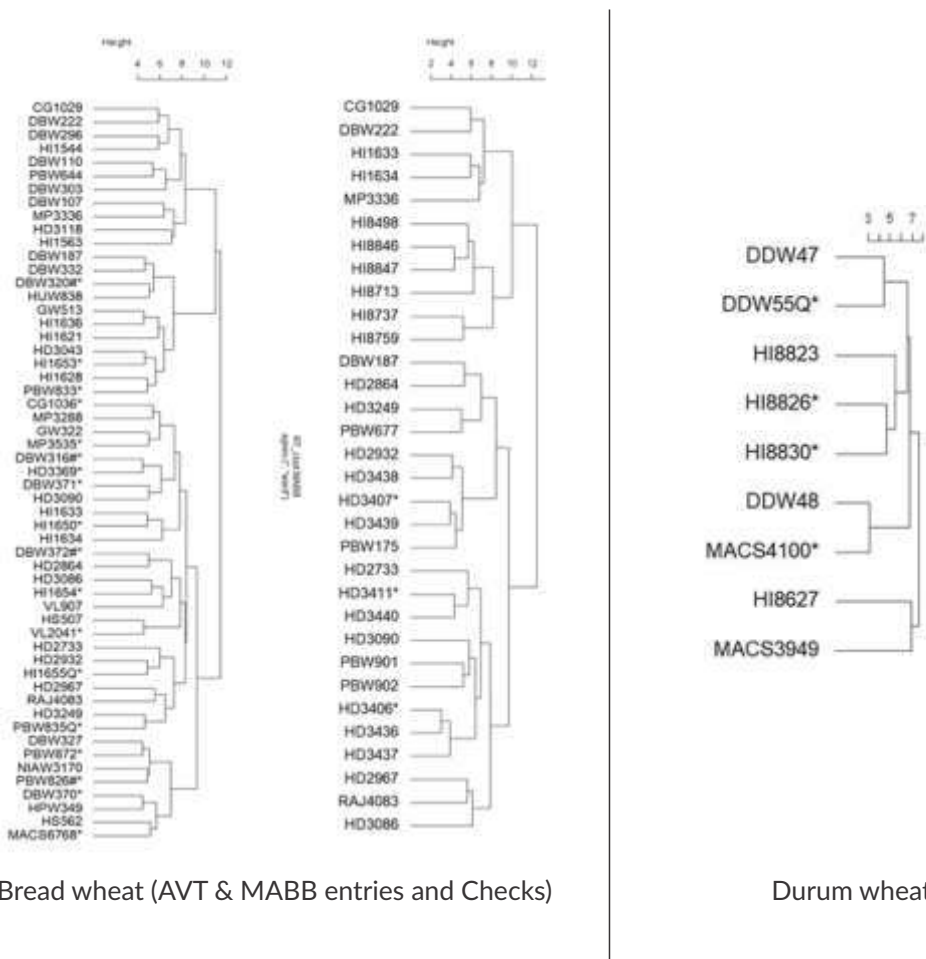 Height
4 6 8 10 12
CG1029
DBW222
DBW296
HI1544
DBW110
PBW644
DBW303
DBW107
MP3336
HD3118
HI1563
DBW187
DBW332
DBW320#*
HUW838
GW513
HI1636
HI1621
HD3043
HI1653*
HI1628
PBW833*
CG1036*
MP3288
GW322
MP3535*
DBW316#*
HD3369*
DBW371*
HD3090
HI1633
HI1650*
HI1634
DBW372#*
HD2864
HD3086
HI1654*
VL907
HS507
VL2041*
HD2733
HD2932
HI1655Q*
HD2967
RAJ4083
HD3249
PBW835Q*
DBW327
PBW872*
NIAW3170
PBW826#*
DBW370*
HPW349
HS562
MACS6768*
Height
2 4 6 8 10 12
CG1029
DBW222
HI1633
HI1634
MP3336
HI8498
HI8846
HI8847
HI8713
HI8737
HI8759
DBW187
HD2864
HD3249
PBW677
HD2932
HD3438
HD3407*
HD3439
PBW175
HD2733
HD3411*
HD3440
HD3090
PBW901
PBW902
HD3406*
HD3436
HD3437
HD2967
RAJ4083
HD3086
Bread wheat (AVT & MABB entries and Checks)
3 5 7
DDW47
DDW55Q*
HI8823
HI8826*
HI8830*
DDW48
MACS4100*
HI8627
MACS3949
Durum wheat